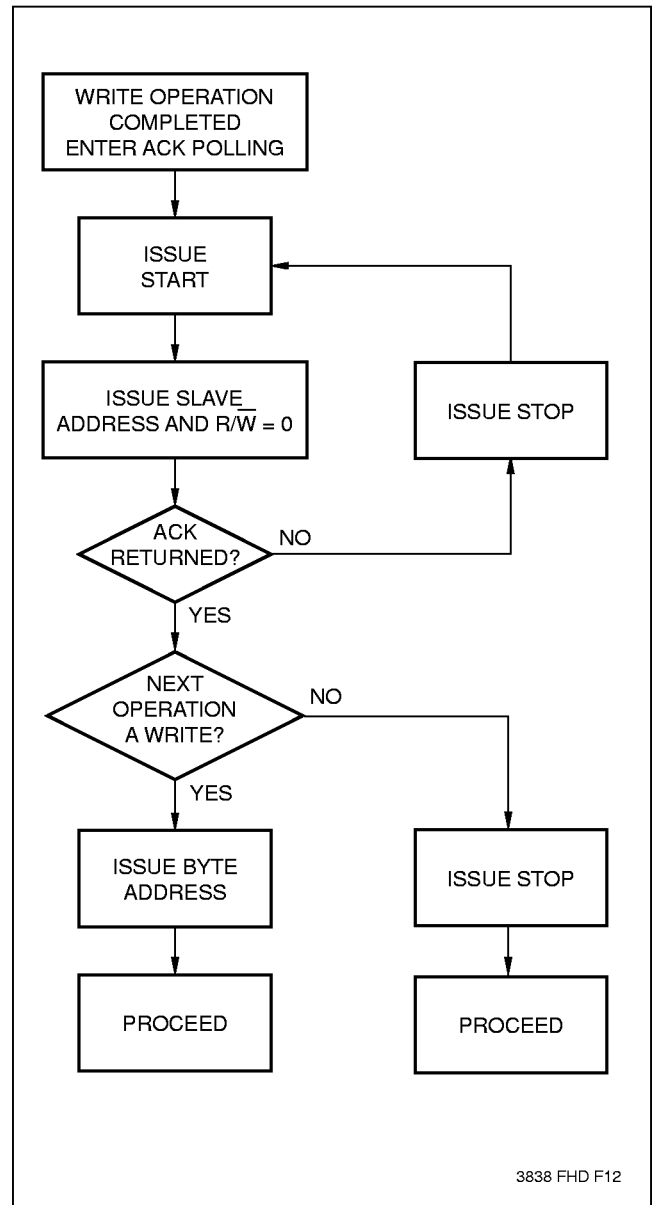 WRITE OPERATION
COMPLETED
ENTER ACK POLLING
ISSUE
START
ISSUE SLAVE
ADDRESS AND R/W̅ = 0
ISSUE STOP
ACK
RETURNED?
NO
YES
NEXT
OPERATION
A WRITE?
NO
YES
ISSUE BYTE
ADDRESS
ISSUE STOP
PROCEED
PROCEED
3838 FHD F12